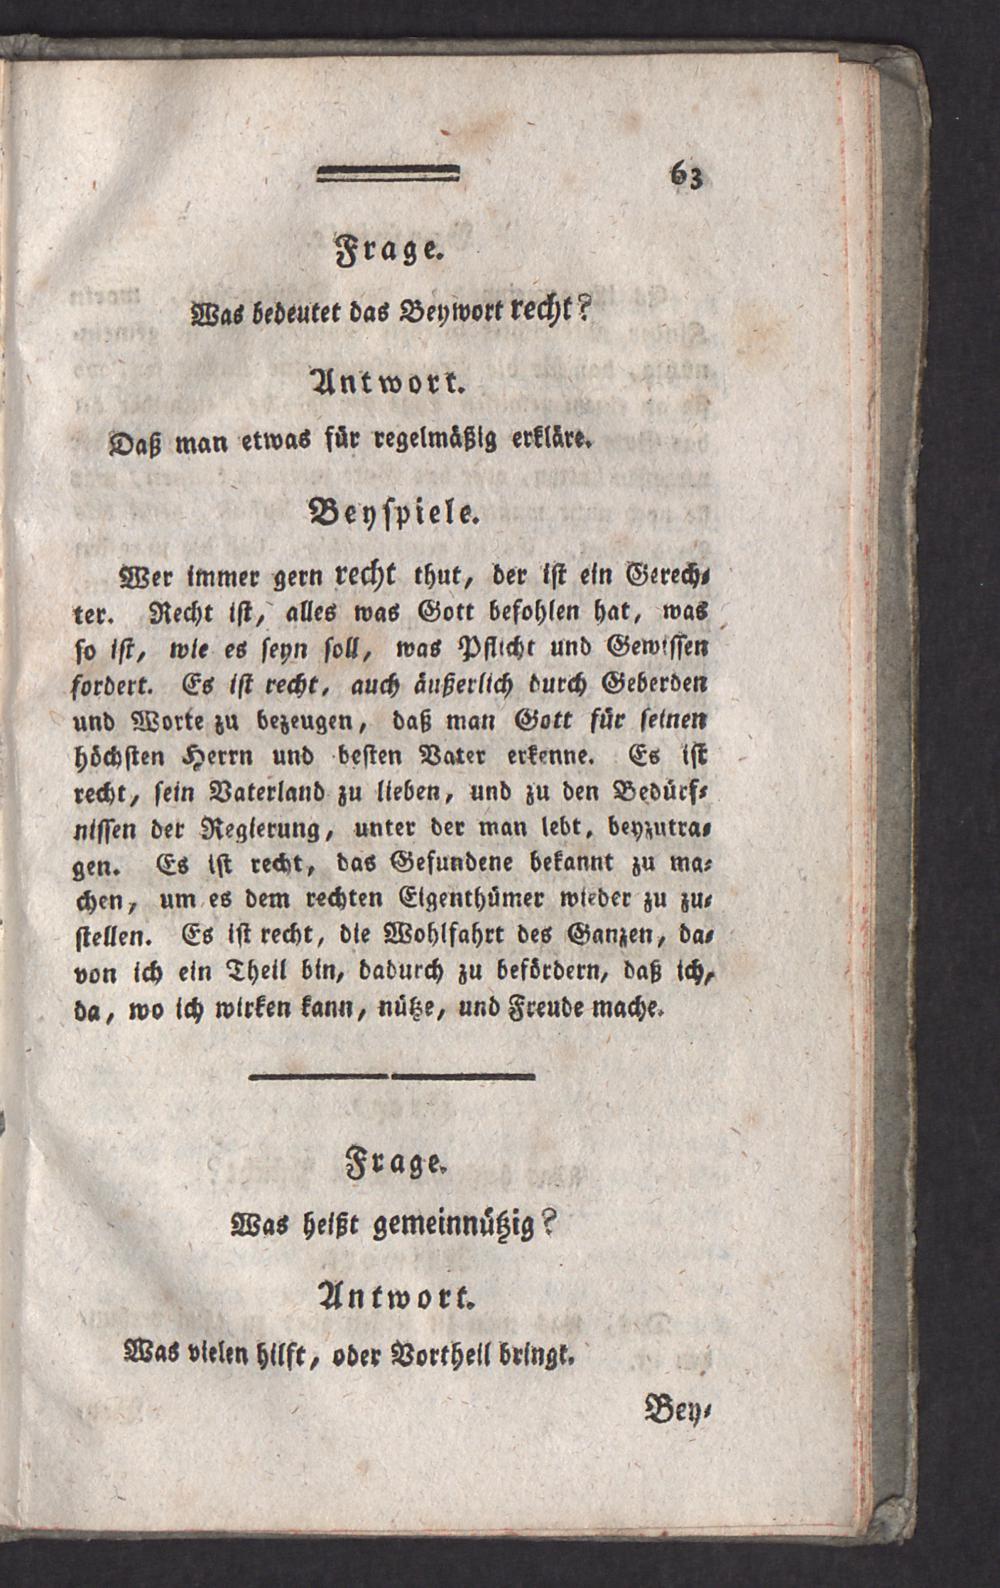 63
Frage.
Was bedeutet das Beywort recht?
Antwort.
Daß man etwas für regelmäßig erkläre.
Beyspiele.
Wer immer gern recht thut, der ist ein Gerech-
ter. Recht ist, alles was Gott befohlen hat, was
so ist, wie es seyn soll, was Pflicht und Gewissen
fordert. Es ist recht, auch äußerlich durch Geberden
und Worte zu bezeugen, daß man Gott für seinen
höchsten Herrn und besten Vater erkenne. Es ist
recht, sein Vaterland zu lieben, und zu den Bedürf-
nissen der Regierung, unter der man lebt, beyzutra-
gen. Es ist recht, das Gefundene bekannt zu ma-
chen, um es dem rechten Eigenthümer wieder zu zu-
stellen. Es ist recht, die Wohlfahrt des Ganzen, da-
von ich ein Theil bin, dadurch zu befördern, daß ich,
da, wo ich wirken kann, nütze, und Freude mache.
Frage.
Was heißt gemeinnützig?
Antwort.
Was vielen hilft, oder Vortheil bringt.
Bey-